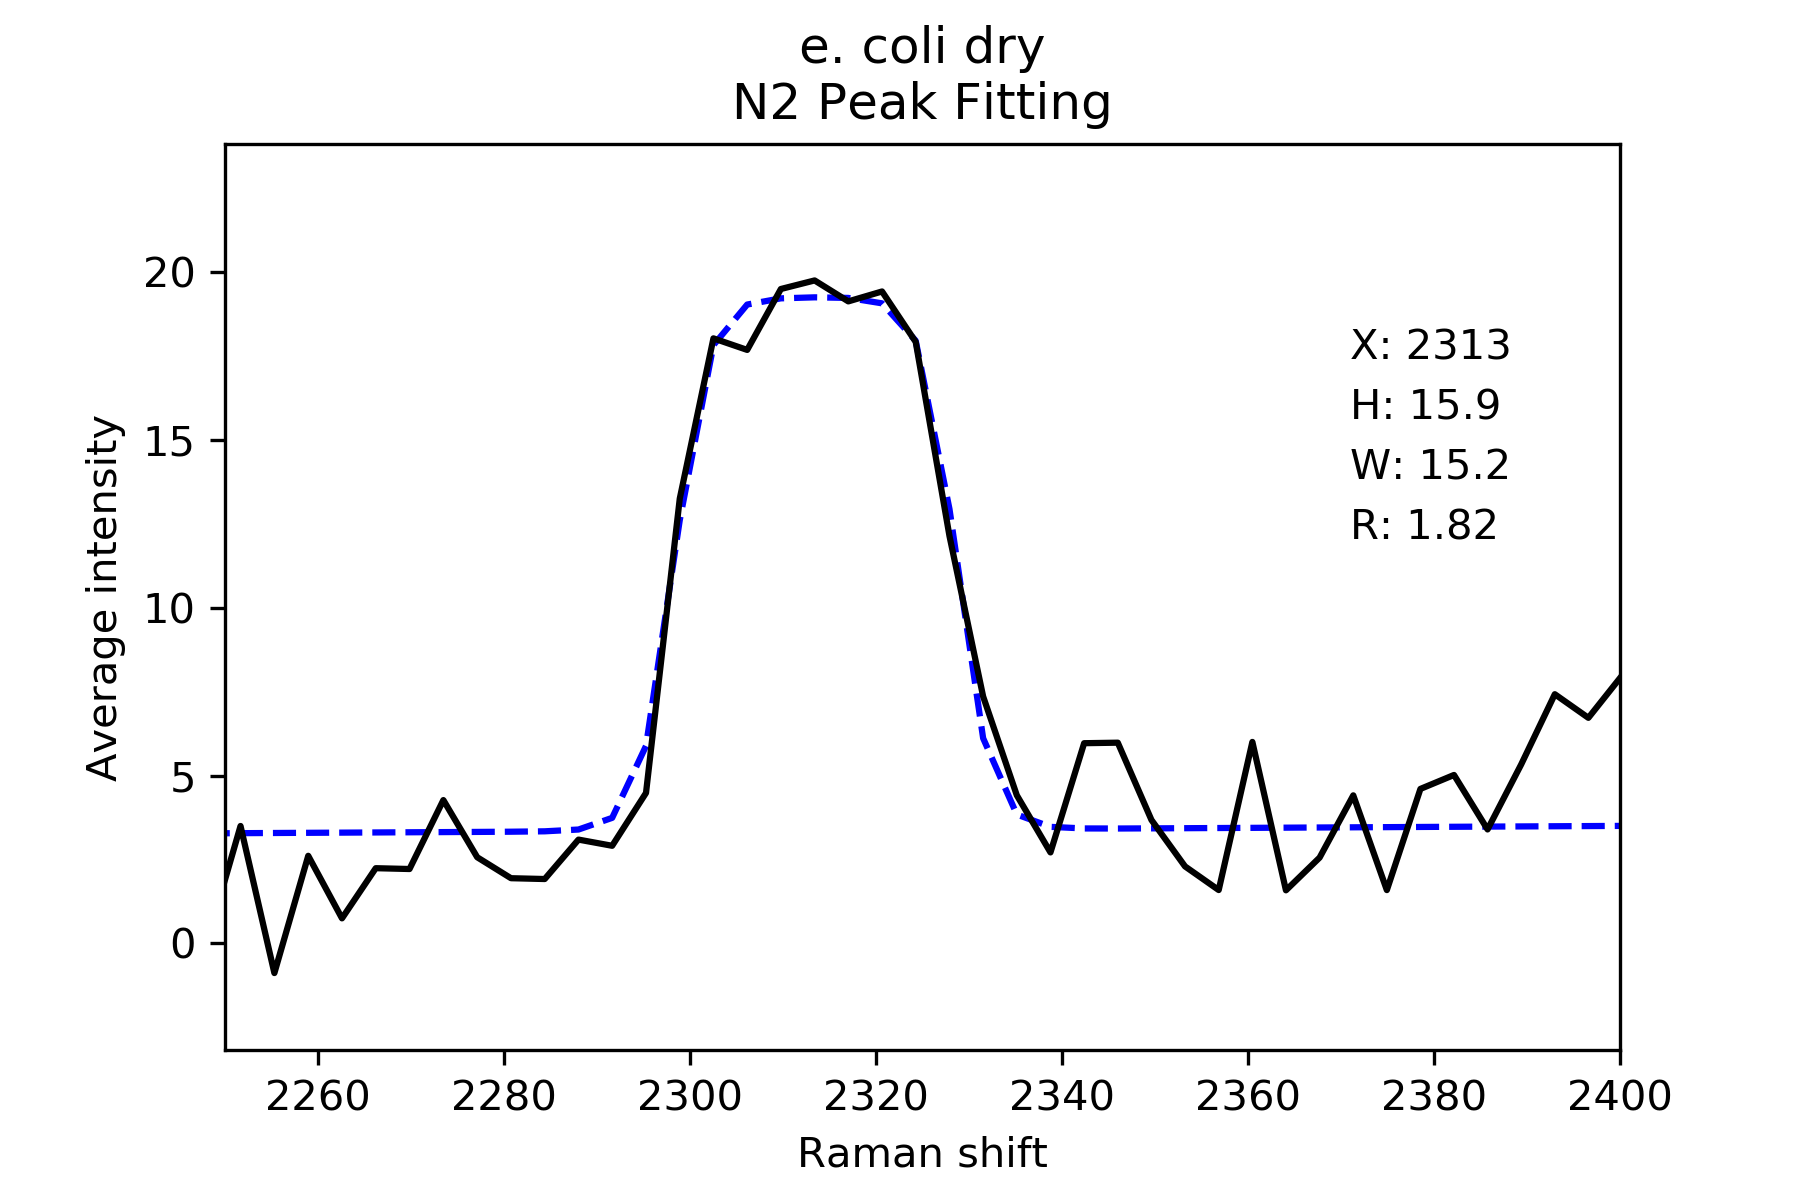 e. coli dry
N2 Peak Fitting
20
15
10
5
0
Average intensity
X: 2313
H: 15.9
W: 15.2
R: 1.82
2260 2280 2300 2320 2340 2360 2380 2400
Raman shift